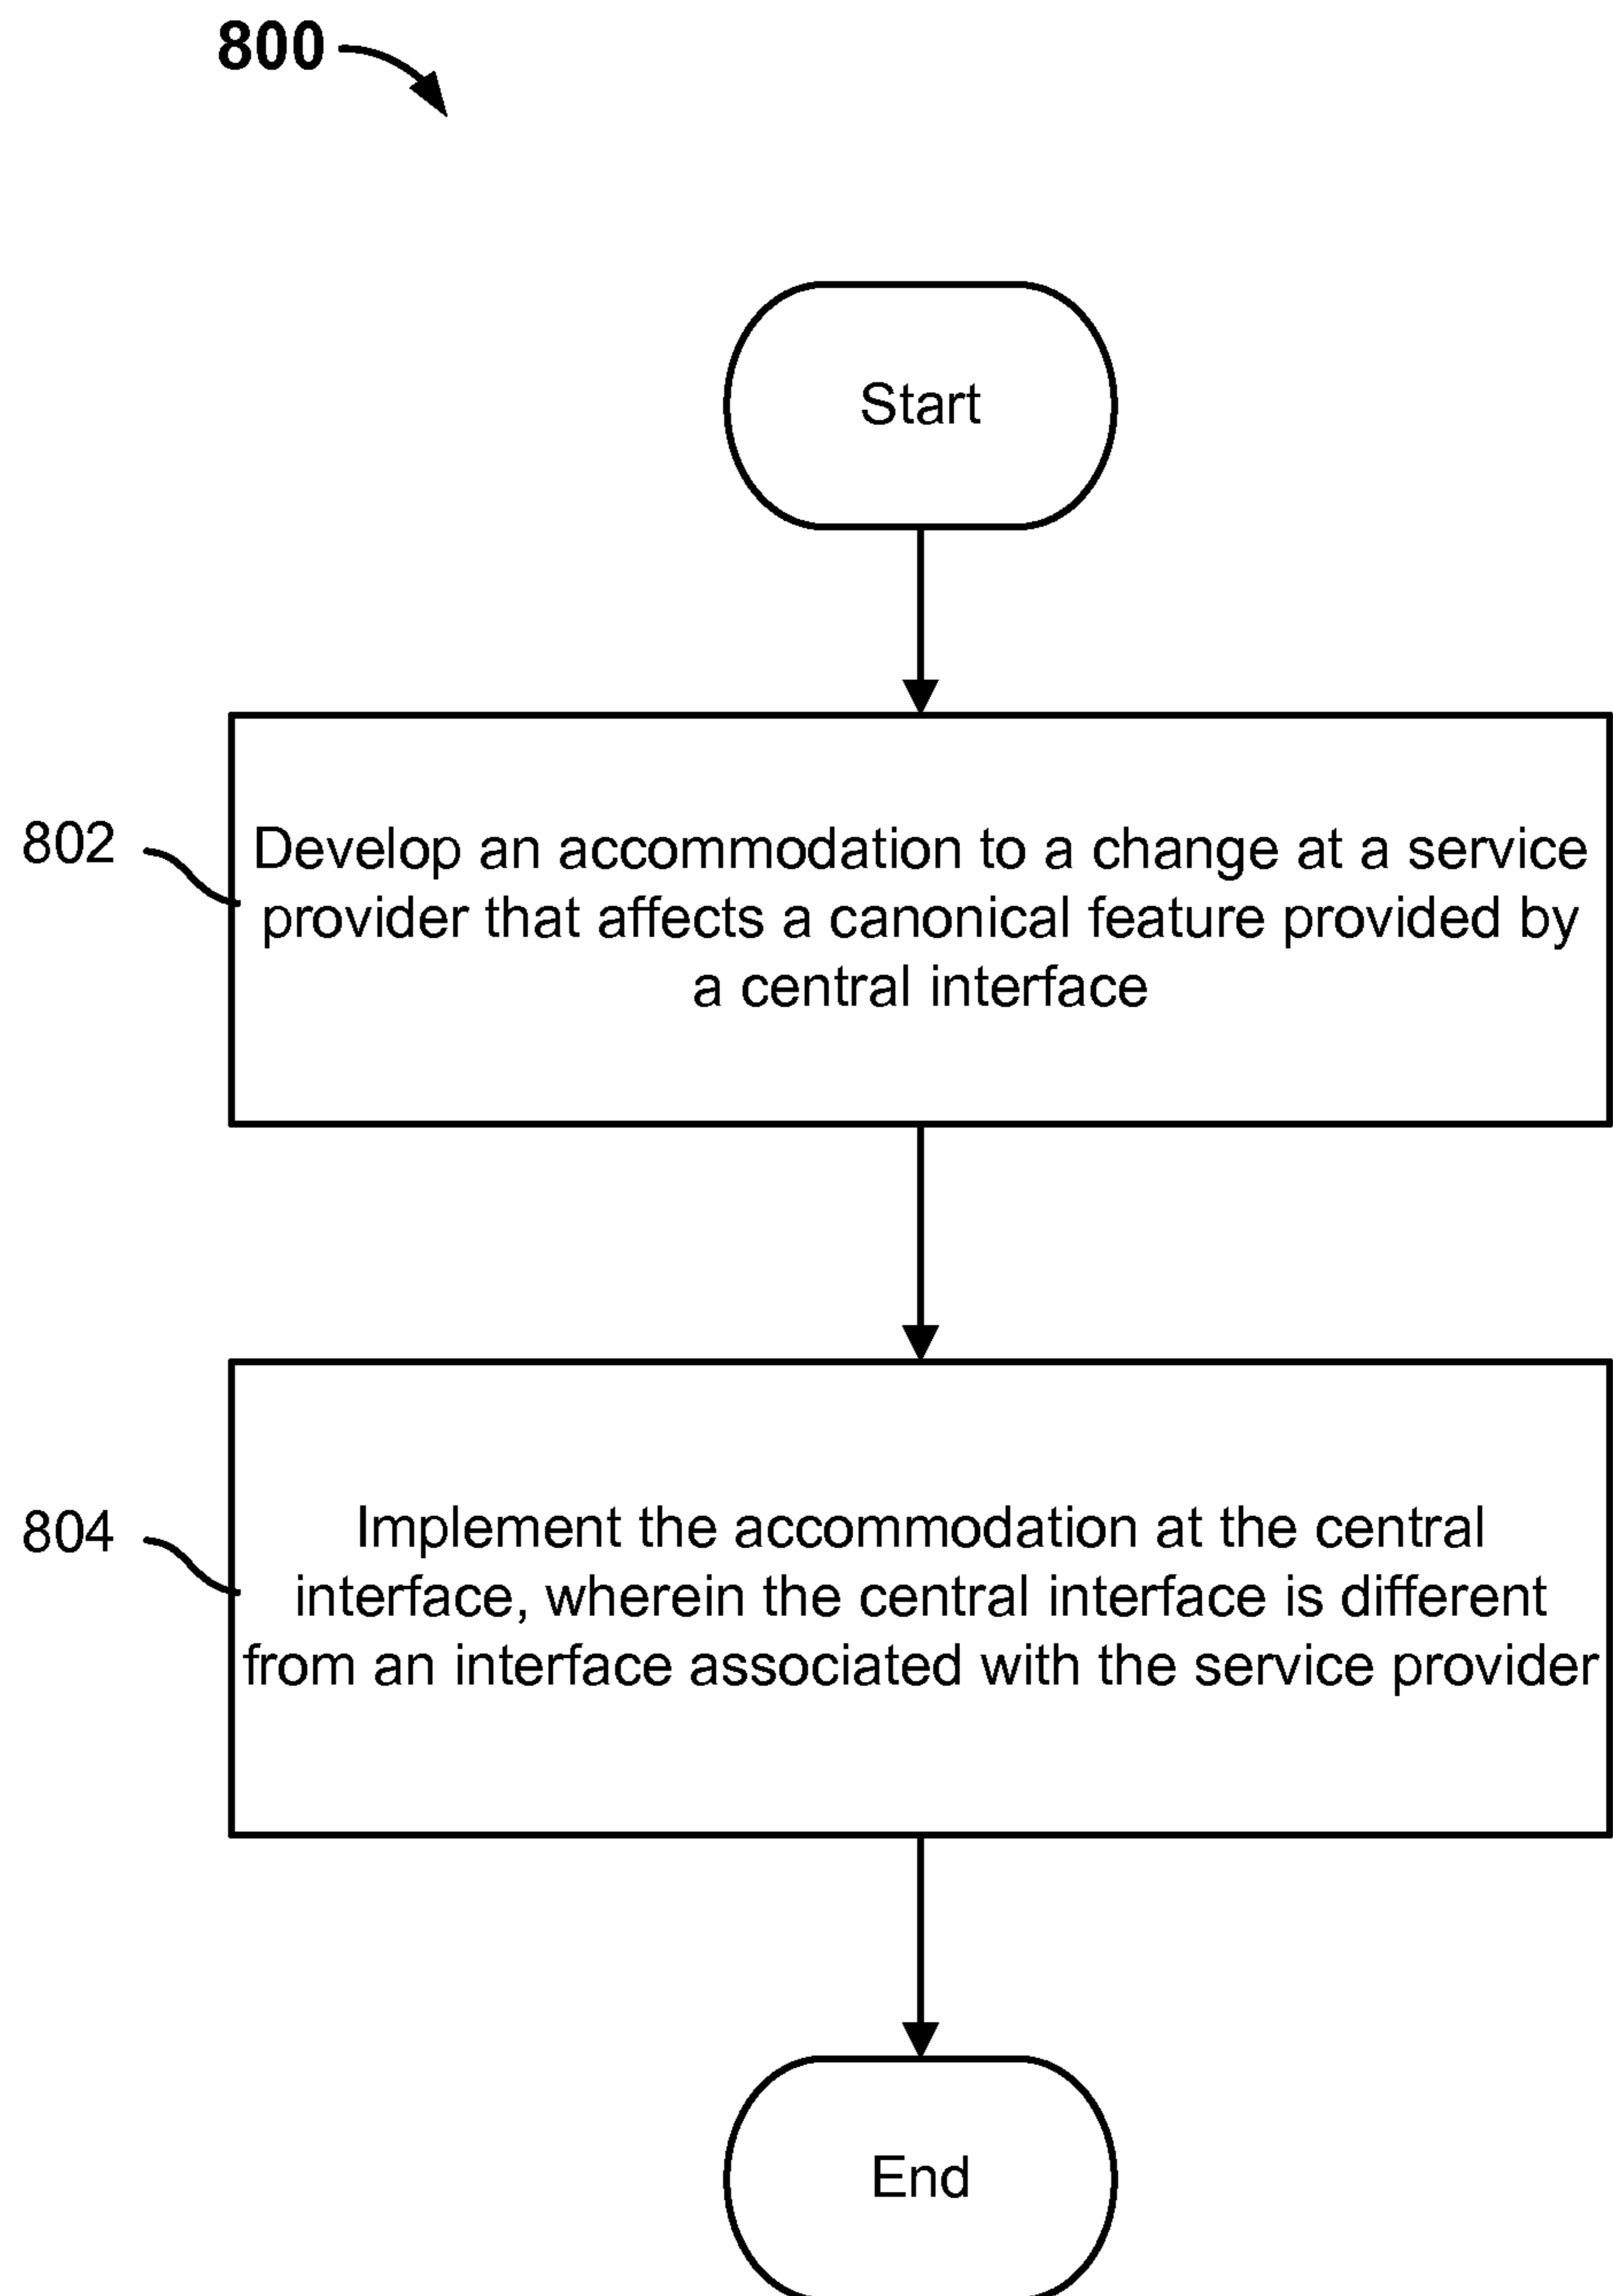 800
Start
802
Develop an accommodation to a change at a service
provider that affects a canonical feature provided by
a central interface
804
Implement the accommodation at the central
interface, wherein the central interface is different
from an interface associated with the service provider
End